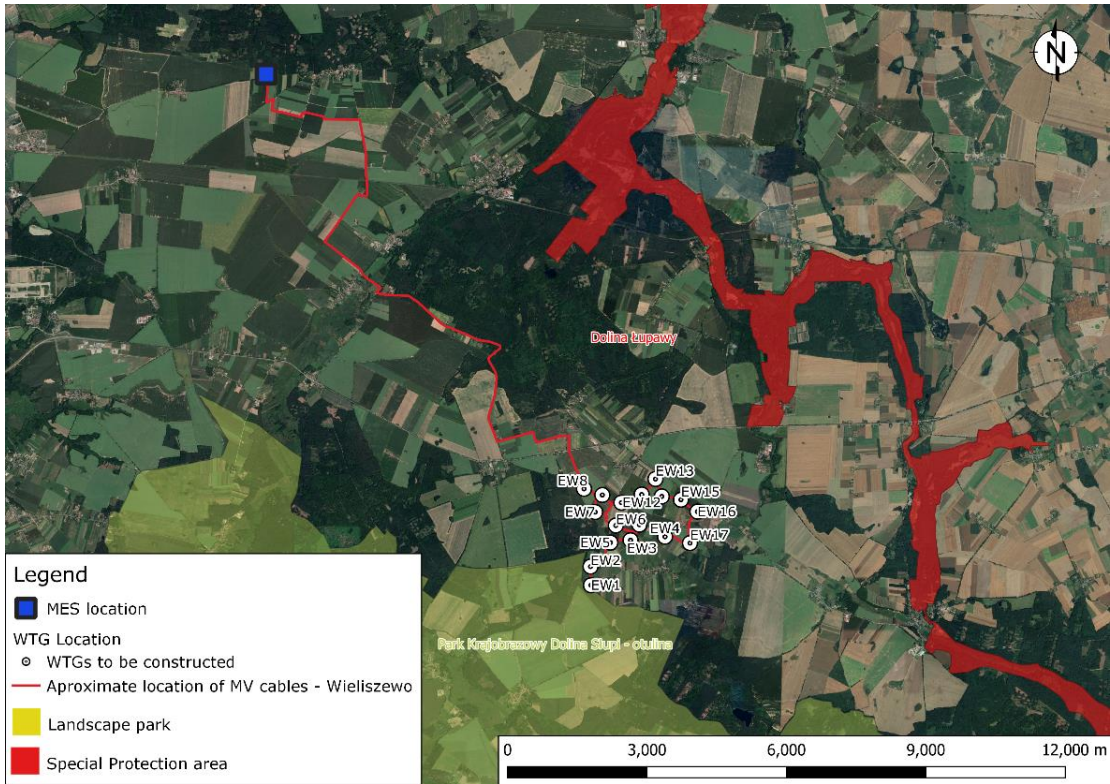 N
Dolina Łupawy
EW13
EW8
EW15
EW12
EW7
EW16
EW6
EW4
EW5
EW3
EW17
EW2
EW1
Park Krajobrazowy Dolina Słupi - otulina
Legend
MES location
WTG Location
WTGs to be constructed
Aproximate location of MV cables - Wieliszewo
Landscape park
Special Protection area
0 3,000 6,000 9,000 12,000 m